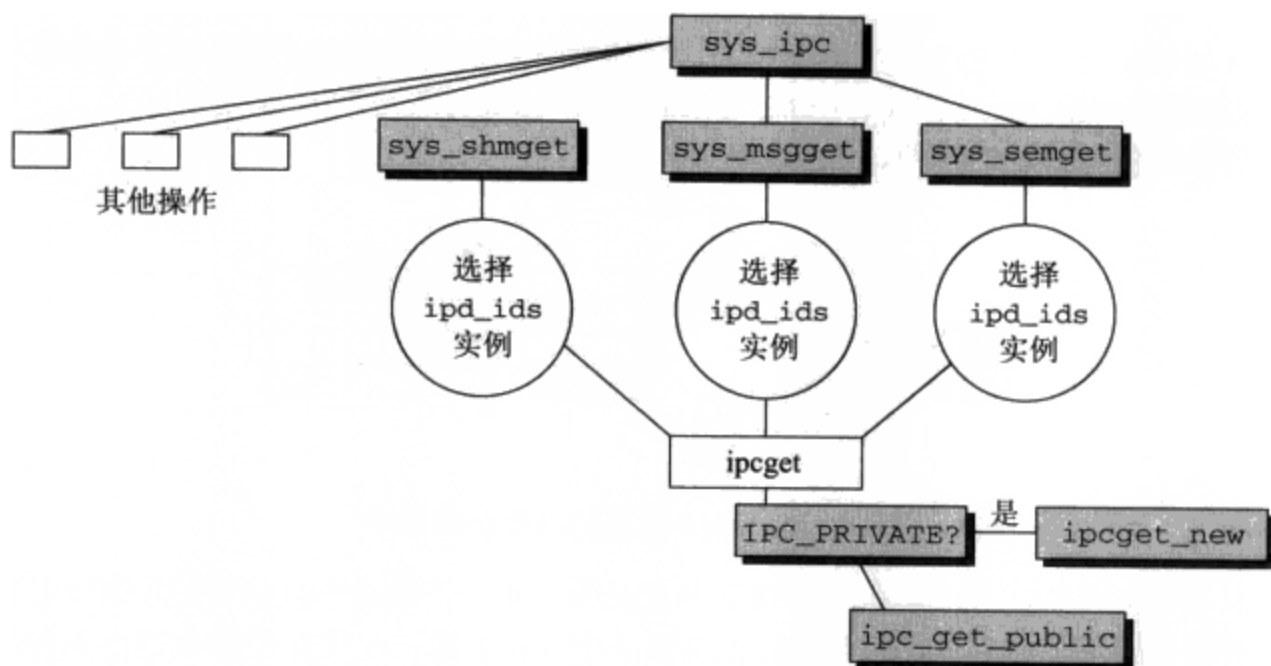 sys_ipc
sys_shmget
sys_msgget
sys_semget
其他操作
选择
ipd_ids
实例
选择
ipd_ids
实例
选择
ipd_ids
实例
ipcget
IPC_PRIVATE?
是
ipcget_new
ipc_get_public